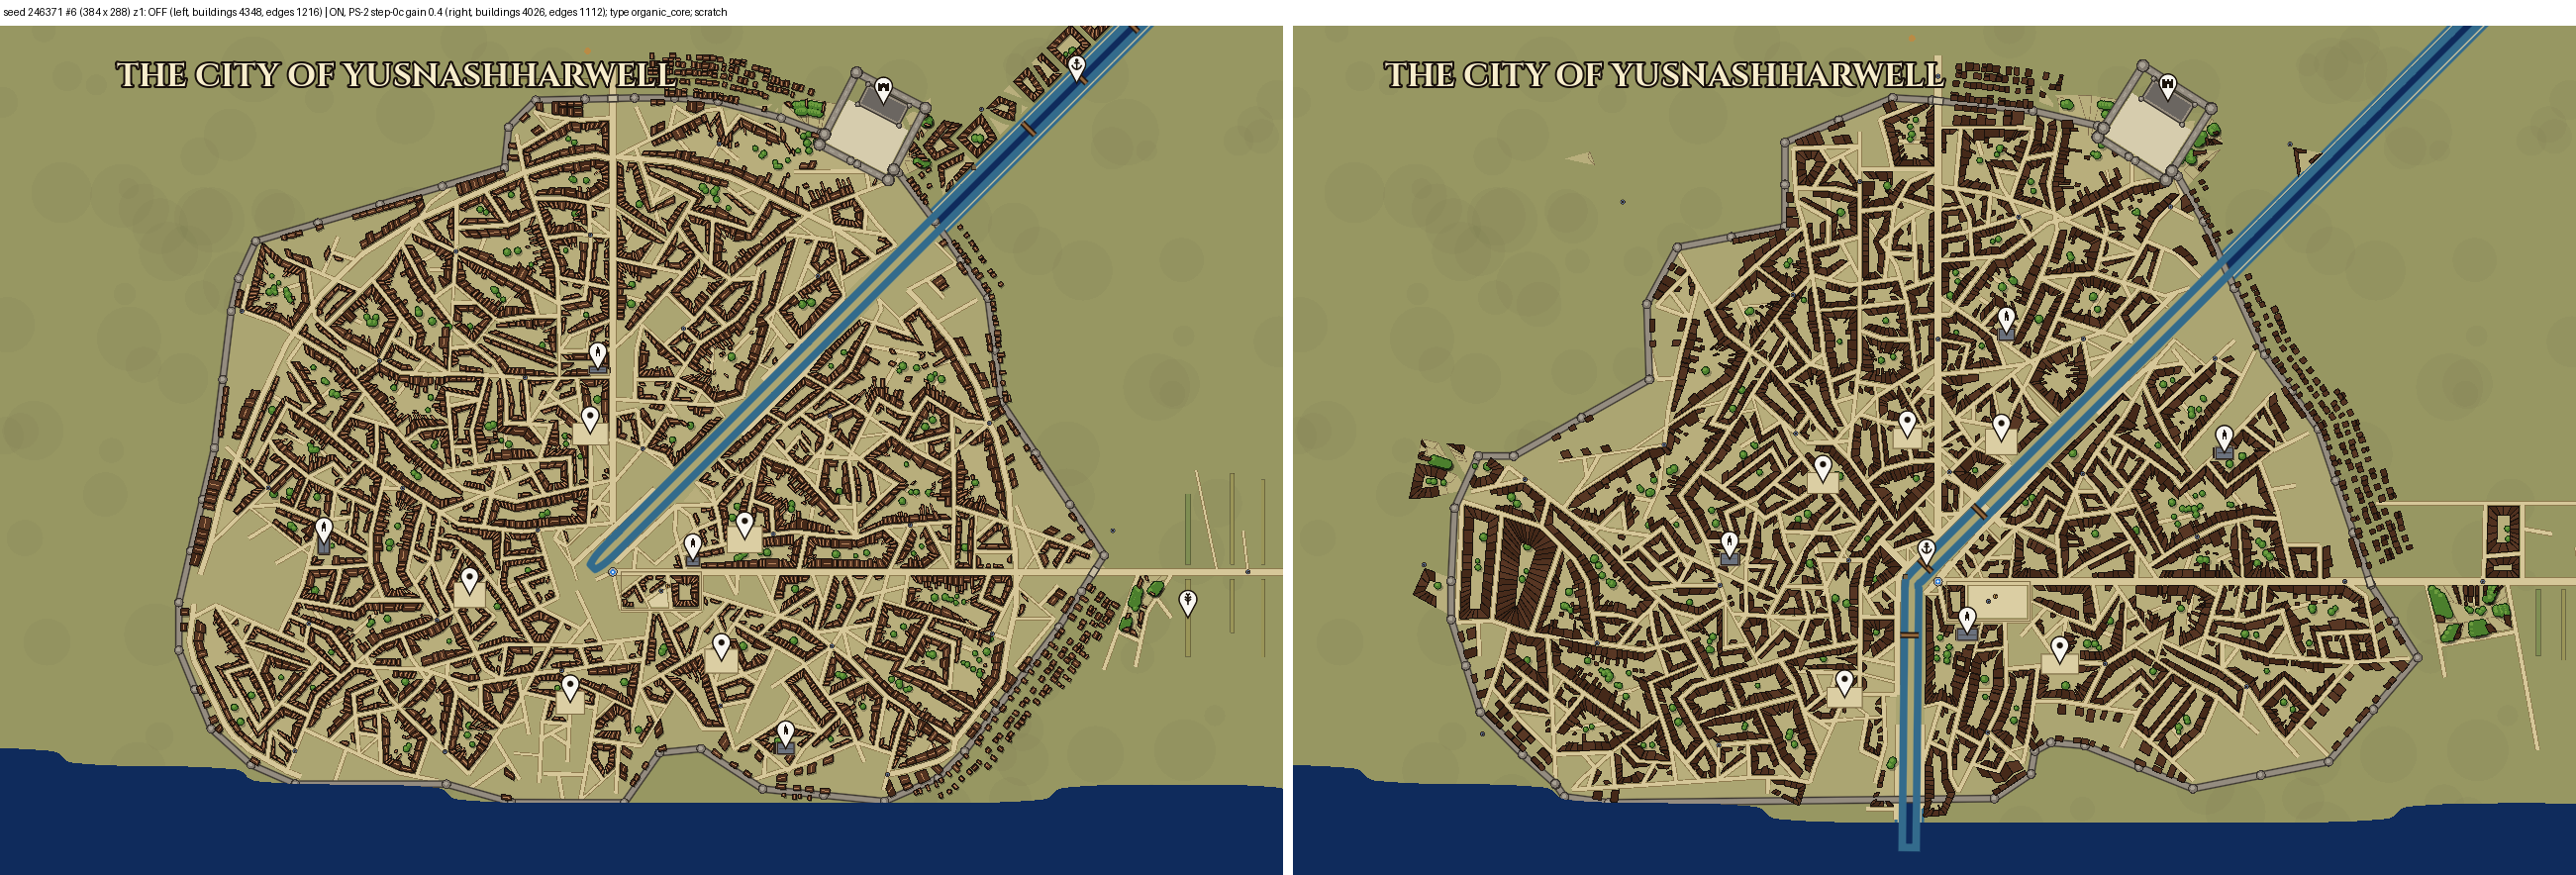 seed 246371 #6 (384 x 288) z1: OFF (left, buildings 4348, edges 1216) | ON, PS-2 step-0c gain 0.4 (right, buildings 4026, edges 1112); type organic_core; scratch
THE CITY OF YUSNASHHARWELL
THE CITY OF YUSNASHHARWELL